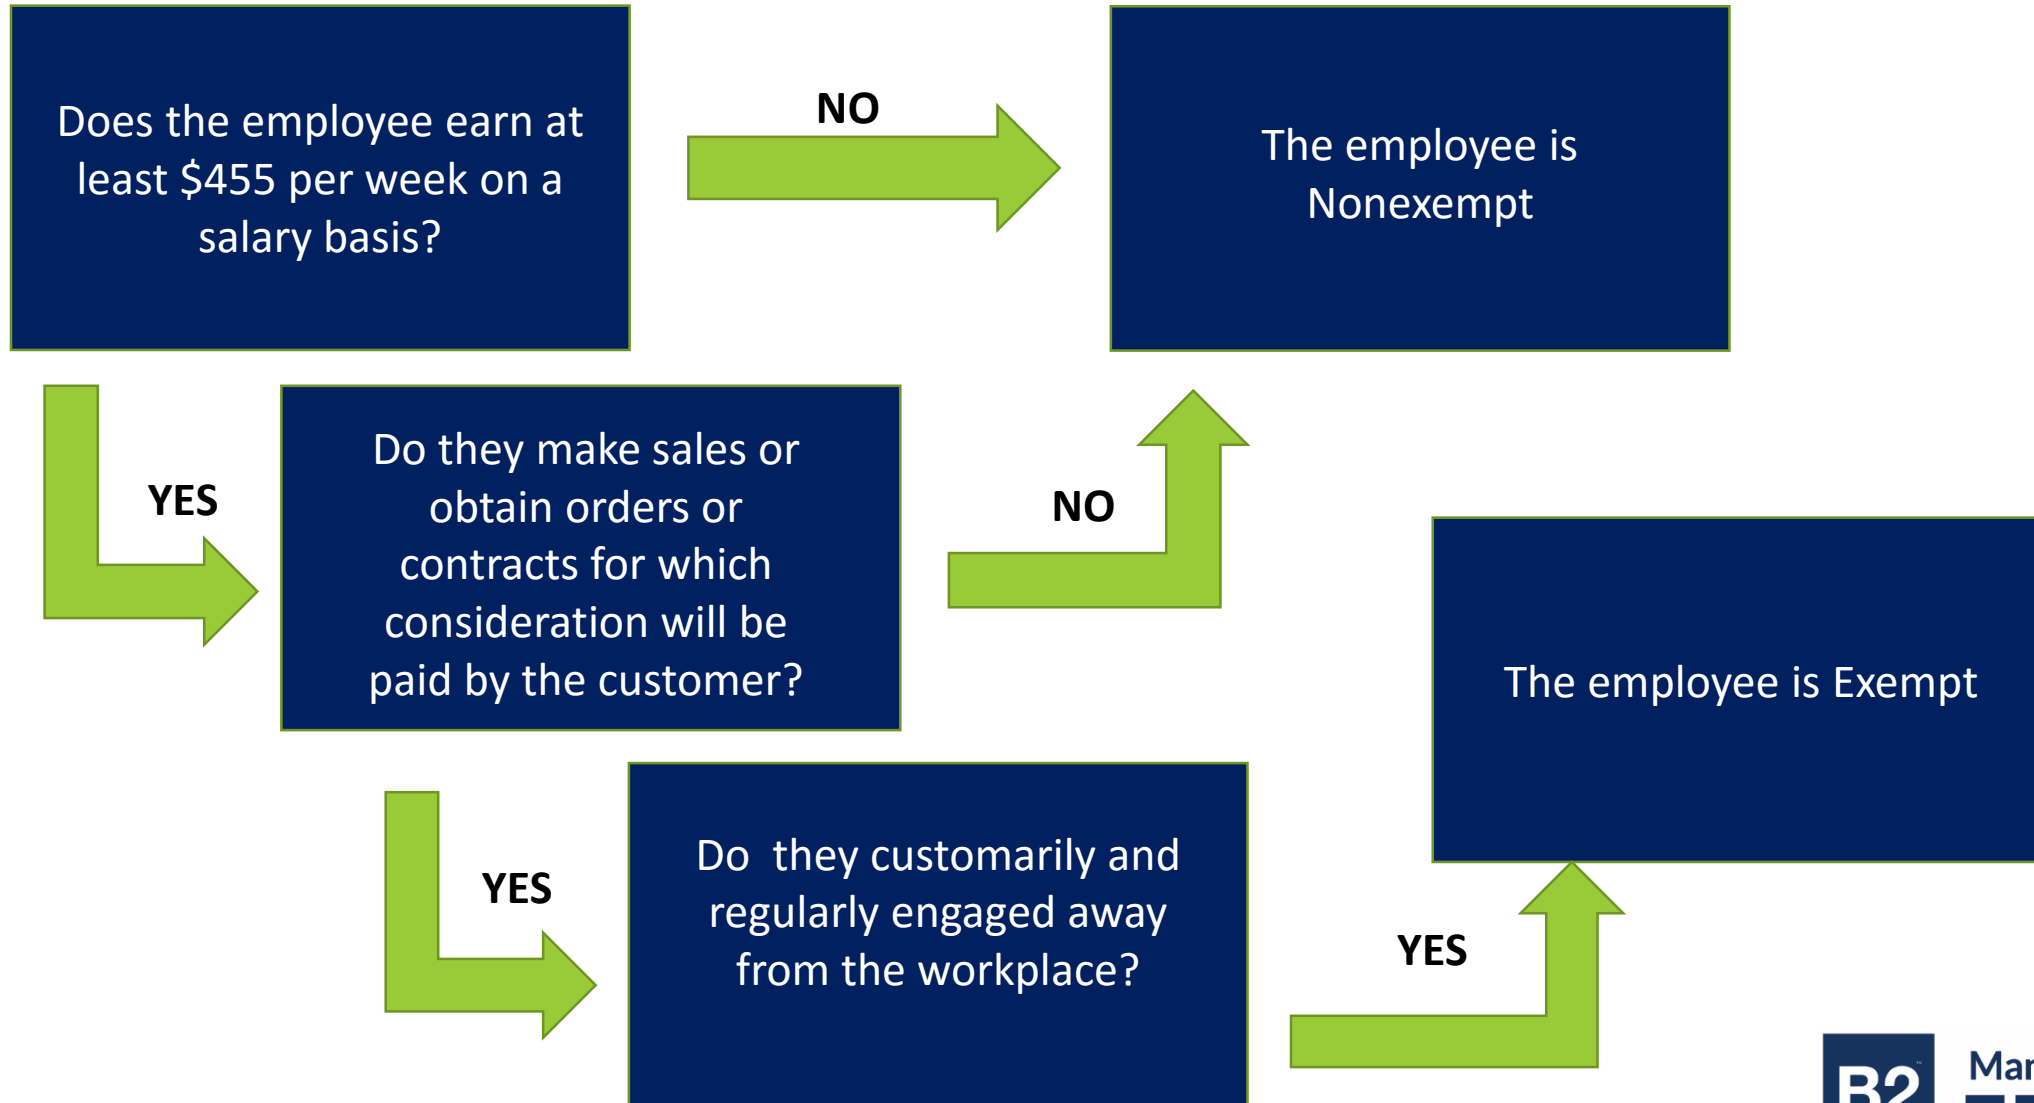 Does the employee earn at
least $455 per week on a
salary basis?
NO
The employee is
Nonexempt
YES
Do they make sales or
obtain orders or
contracts for which
consideration will be
paid by the customer?
NO
The employee is Exempt
YES
Do  they customarily and
regularly engaged away
from the workplace?
YES
B2